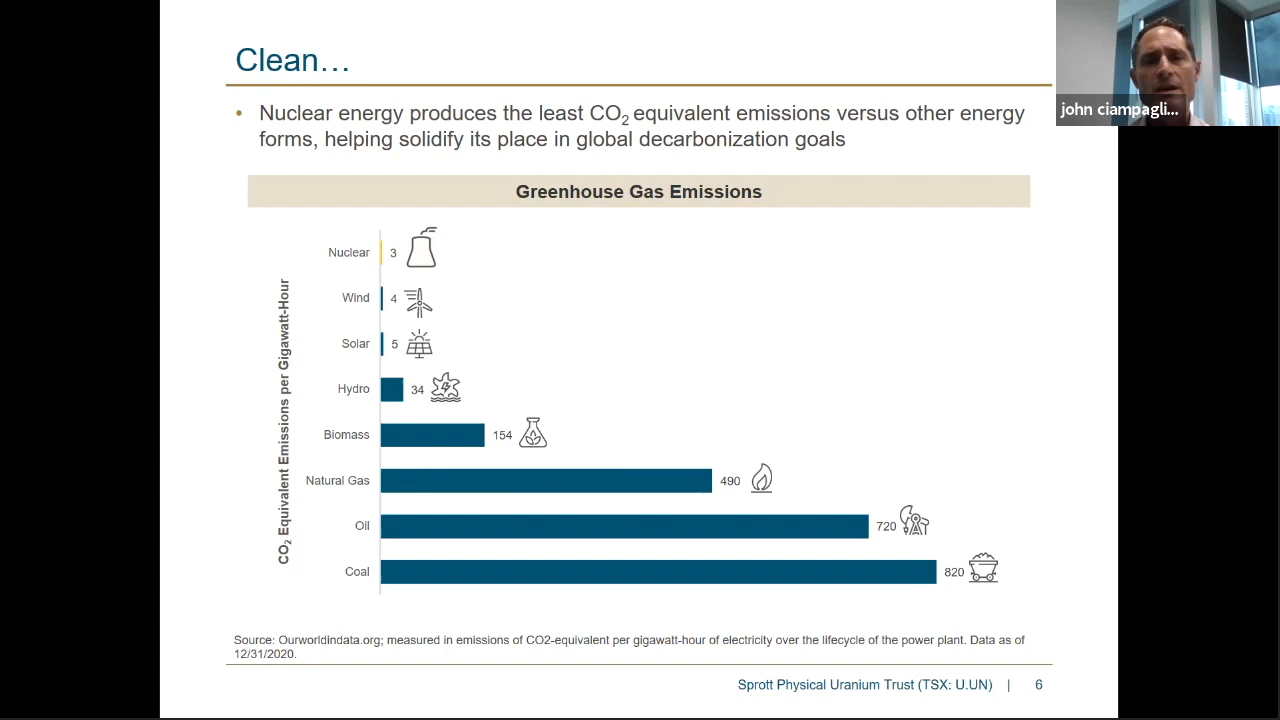 Clean…
john ciampagli...
• Nuclear energy produces the least CO2 equivalent emissions versus other energy
forms, helping solidify its place in global decarbonization goals
Greenhouse Gas Emissions
CO2 Equivalent Emissions per Gigawatt-Hour
Nuclear 3
Wind 4
Solar 5
Hydro 34
Biomass 154
Natural Gas 490
Oil 720
Coal 820
Source: Ourworldindata.org; measured in emissions of CO2-equivalent per gigawatt-hour of electricity over the lifecycle of the power plant. Data as of
12/31/2020.
Sprott Physical Uranium Trust (TSX: U.UN) | 6